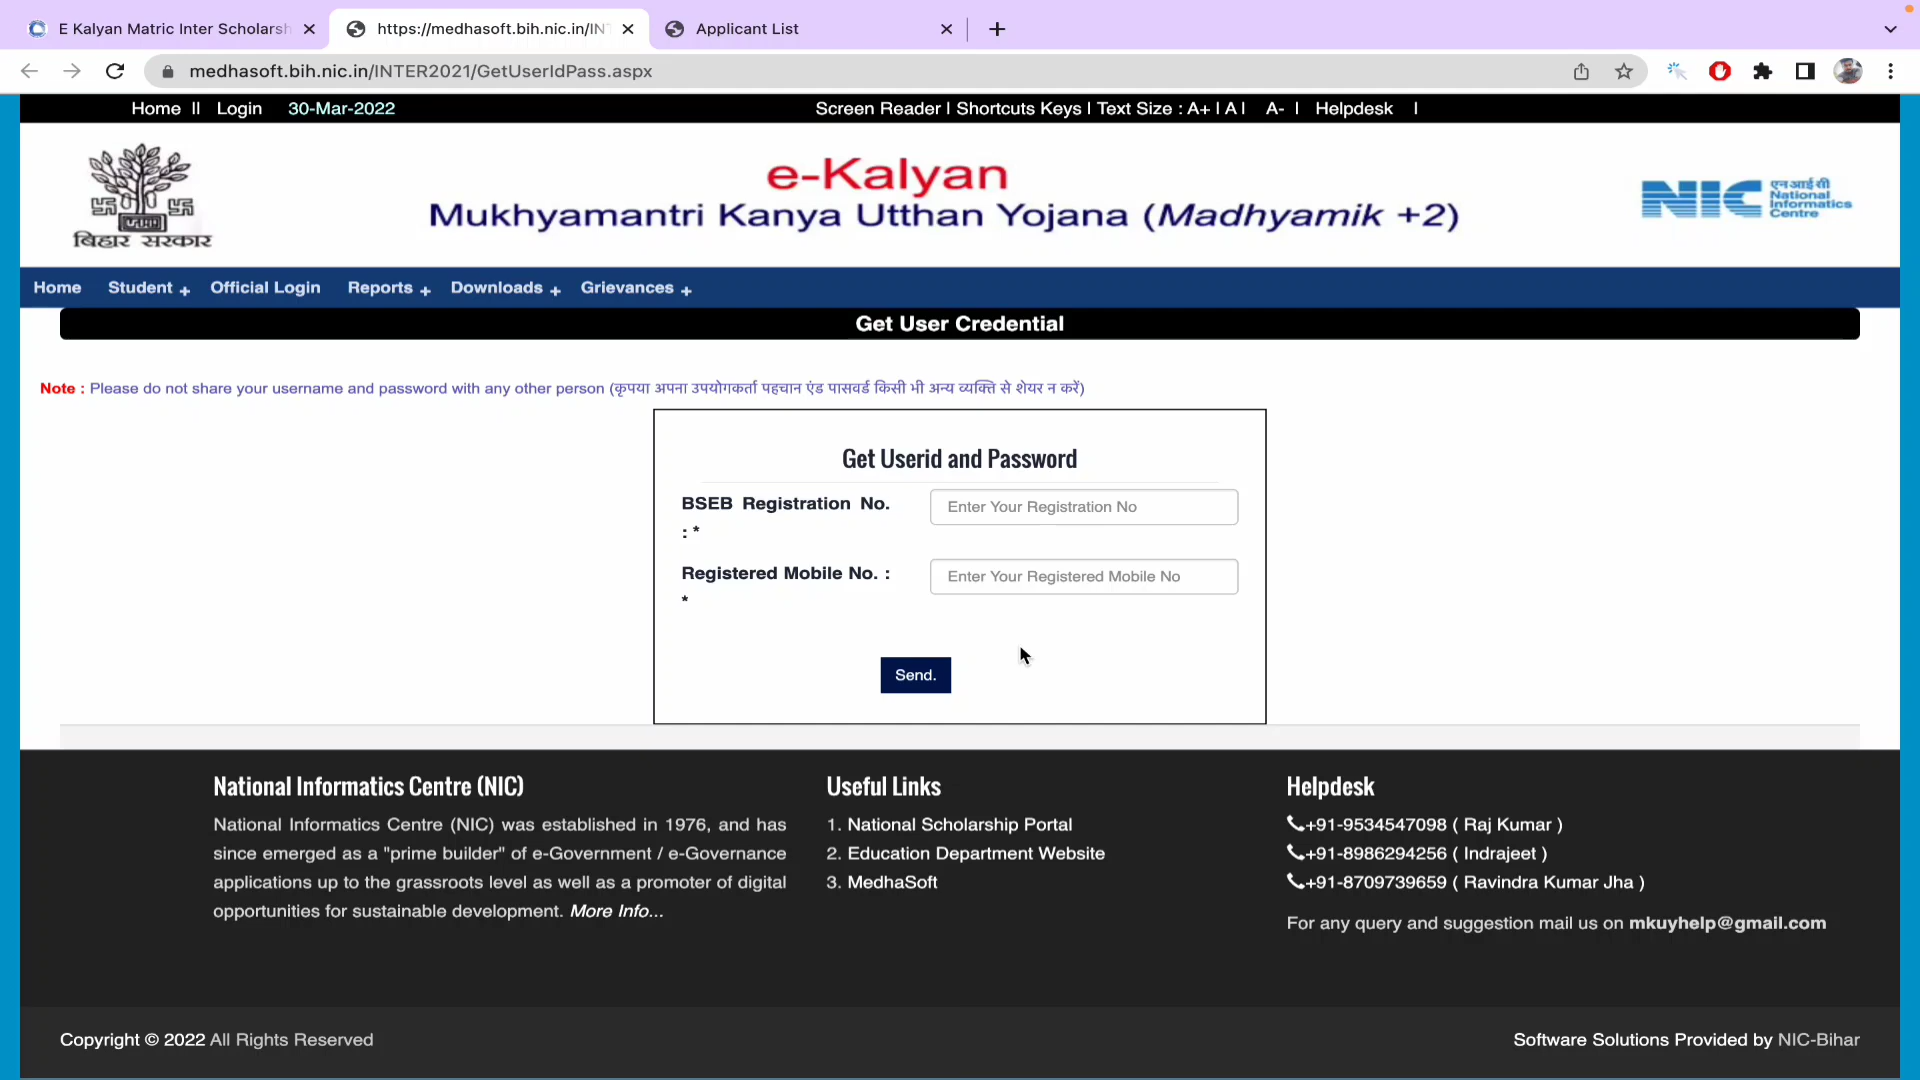 E Kalyan Matric Inter Scholarsh
https://medhasoft.bih.nic.in/IN
Applicant List
medhasoft.bih.nic.in/INTER2021/GetUserIdPass.aspx
Home || Login 30-Mar-2022
Screen Reader | Shortcuts Keys | Text Size : A+ | A | A- | Helpdesk |
बिहार सरकार
e-Kalyan
Mukhyamantri Kanya Utthan Yojana (Madhyamik +2)
NIC एनआईसी
National
Informatics
Centre
Home Student + Official Login Reports + Downloads + Grievances +
Get User Credential
Note : Please do not share your username and password with any other person (कृपया अपना उपयोगकर्ता पहचान एंड पासवर्ड किसी भी अन्य व्यक्ति से शेयर न करें)
Get Userid and Password
BSEB Registration No.
: *
Enter Your Registration No
Registered Mobile No. :
*
Enter Your Registered Mobile No
Send.
National Informatics Centre (NIC)
National Informatics Centre (NIC) was established in 1976, and has
since emerged as a "prime builder" of e-Government / e-Governance
applications up to the grassroots level as well as a promoter of digital
opportunities for sustainable development. More Info...
Useful Links
1. National Scholarship Portal
2. Education Department Website
3. MedhaSoft
Helpdesk
+91-9534547098 ( Raj Kumar )
+91-8986294256 ( Indrajeet )
+91-8709739659 ( Ravindra Kumar Jha )
For any query and suggestion mail us on mkuyhelp@gmail.com
Copyright © 2022 All Rights Reserved
Software Solutions Provided by NIC-Bihar